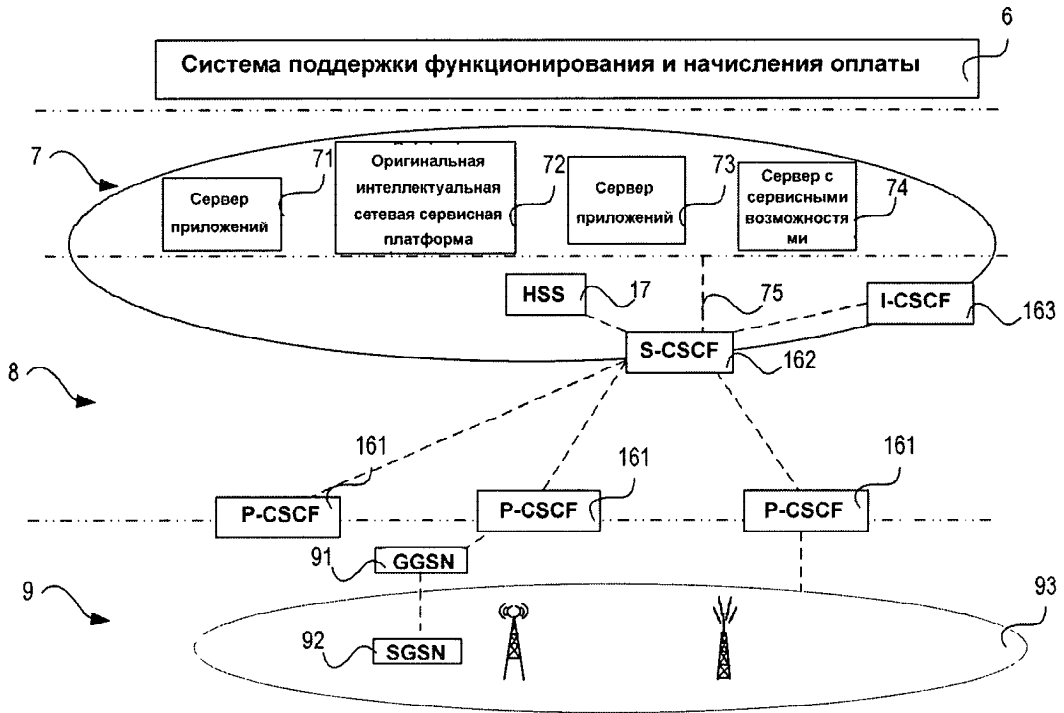 6
Система поддержки функционирования и начисления оплаты
7
71
72
73
74
Сервер
приложений
Оригинальная
интеллектуальная
сетевая сервисная
платформа
Сервер
приложений
Сервер с
сервисными
возможностя
ми
HSS
17
75
I-CSCF
163
S-CSCF
162
8
161
161
161
P-CSCF
P-CSCF
P-CSCF
91
GGSN
9
93
92
SGSN